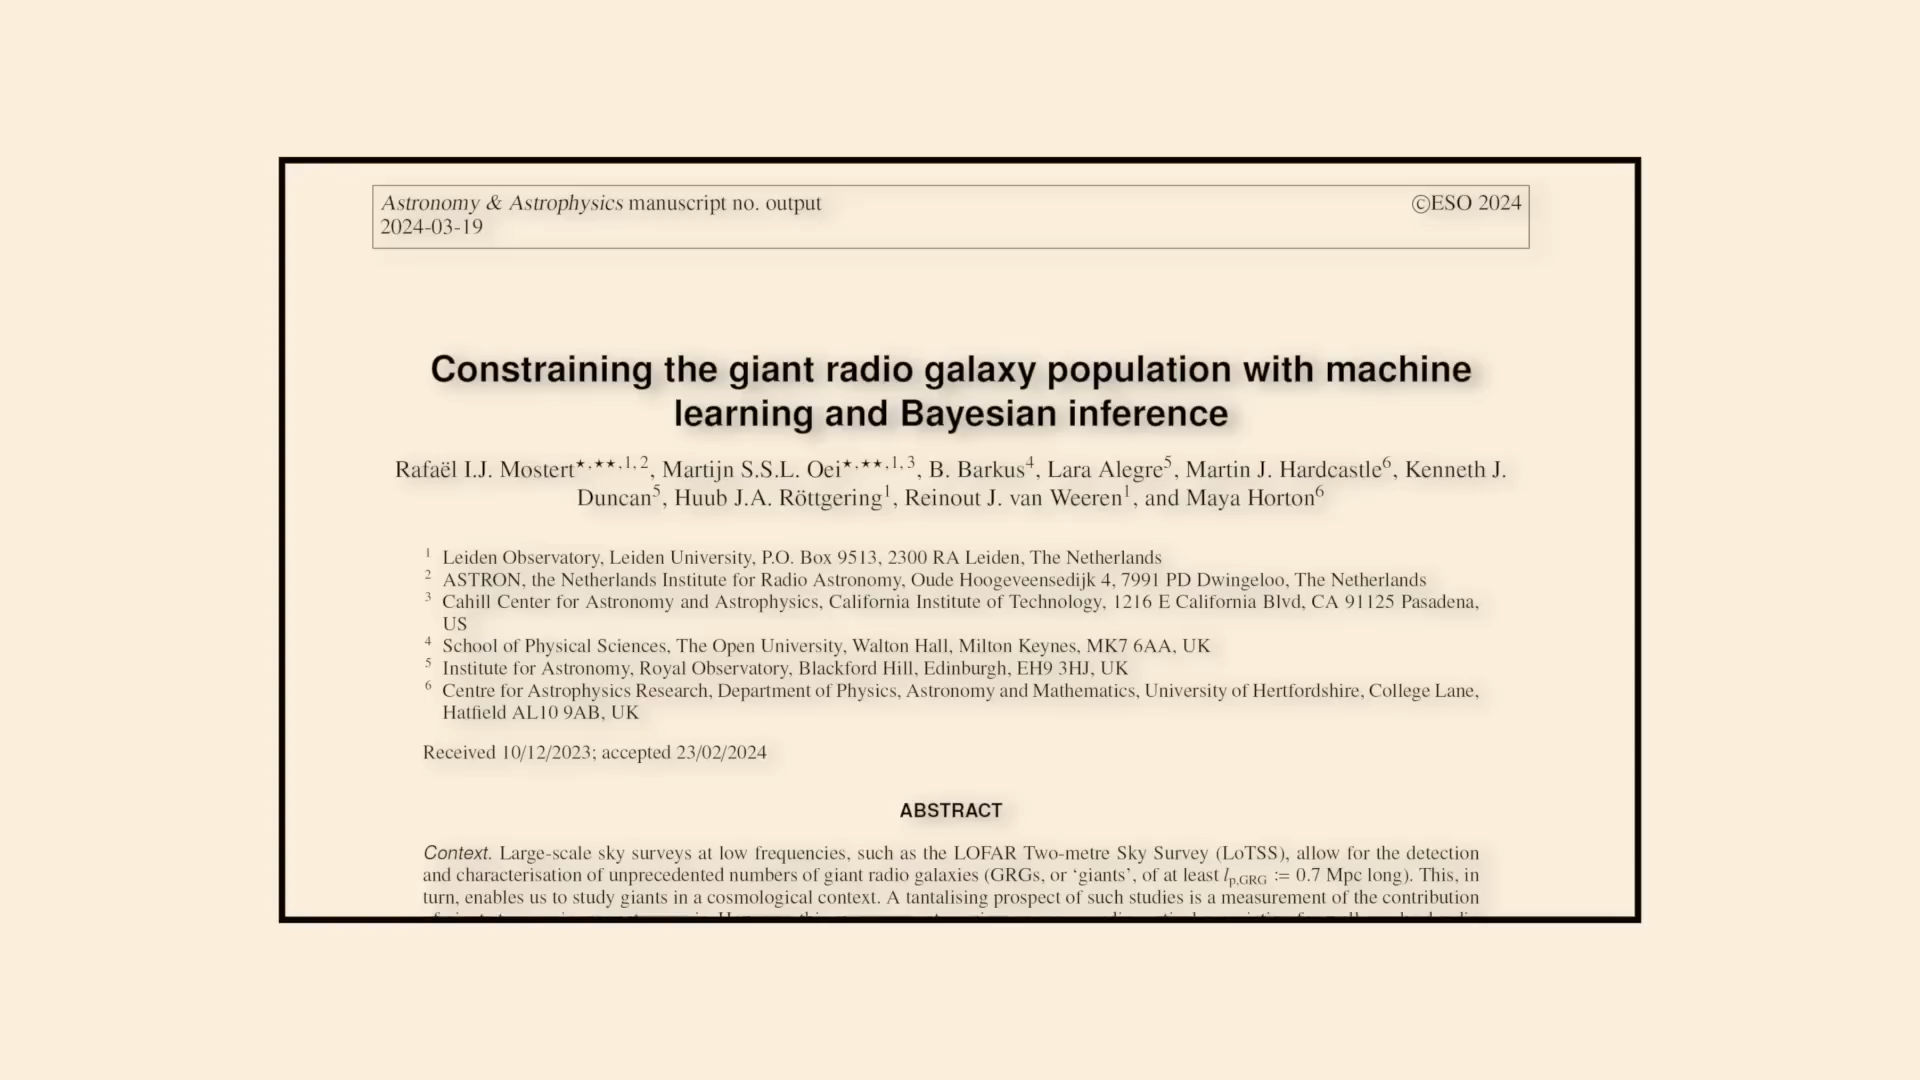 Astronomy & Astrophysics manuscript no. output
©ESO 2024
2024-03-19
Constraining the giant radio galaxy population with machine
learning and Bayesian inference
Rafaël I.J. Mostert⋆,⋆⋆,1,2, Martijn S.S.L. Oei⋆,⋆⋆,1,3, B. Barkus4, Lara Alegre5, Martin J. Hardcastle6, Kenneth J.
Duncan5, Huub J.A. Röttgering1, Reinout J. van Weeren1, and Maya Horton6
1 Leiden Observatory, Leiden University, P.O. Box 9513, 2300 RA Leiden, The Netherlands
2 ASTRON, the Netherlands Institute for Radio Astronomy, Oude Hoogeveensedijk 4, 7991 PD Dwingeloo, The Netherlands
3 Cahill Center for Astronomy and Astrophysics, California Institute of Technology, 1216 E California Blvd, CA 91125 Pasadena,
US
4 School of Physical Sciences, The Open University, Walton Hall, Milton Keynes, MK7 6AA, UK
5 Institute for Astronomy, Royal Observatory, Blackford Hill, Edinburgh, EH9 3HJ, UK
6 Centre for Astrophysics Research, Department of Physics, Astronomy and Mathematics, University of Hertfordshire, College Lane,
Hatfield AL10 9AB, UK
Received 10/12/2023; accepted 23/02/2024
ABSTRACT
Context. Large-scale sky surveys at low frequencies, such as the LOFAR Two-metre Sky Survey (LoTSS), allow for the detection
and characterisation of unprecedented numbers of giant radio galaxies (GRGs, or ‘giants’, of at least lp,GRG := 0.7 Mpc long). This, in
turn, enables us to study giants in a cosmological context. A tantalising prospect of such studies is a measurement of the contribution